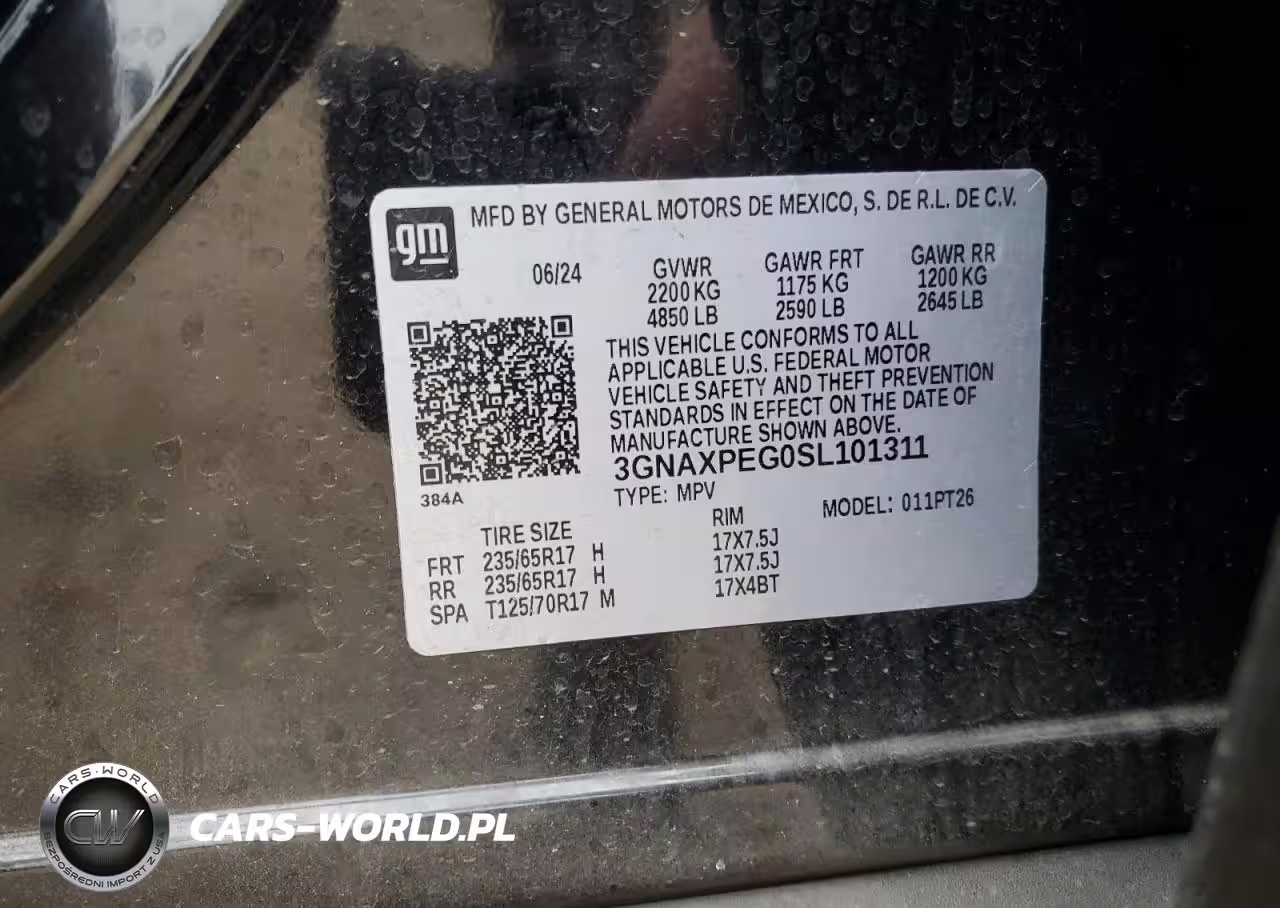 gm
MFD BY GENERAL MOTORS DE MEXICO, S. DE R.L. DE C.V.
06/24
GVWR GAWR FRT GAWR RR
2200 KG 1175 KG 1200 KG
4850 LB 2590 LB 2645 LB
THIS VEHICLE CONFORMS TO ALL
APPLICABLE U.S. FEDERAL MOTOR
VEHICLE SAFETY AND THEFT PREVENTION
STANDARDS IN EFFECT ON THE DATE OF
MANUFACTURE SHOWN ABOVE.
3GNAXPEG0SL101311
384A
TYPE: MPV MODEL: 011PT26
TIRE SIZE RIM
FRT 235/65R17 H 17X7.5J
RR 235/65R17 H 17X7.5J
SPA T125/70R17 M 17X4BT
CARS-WORLD
CW
BEZPOŚREDNI IMPORT Z USA
CARS-WORLD.PL